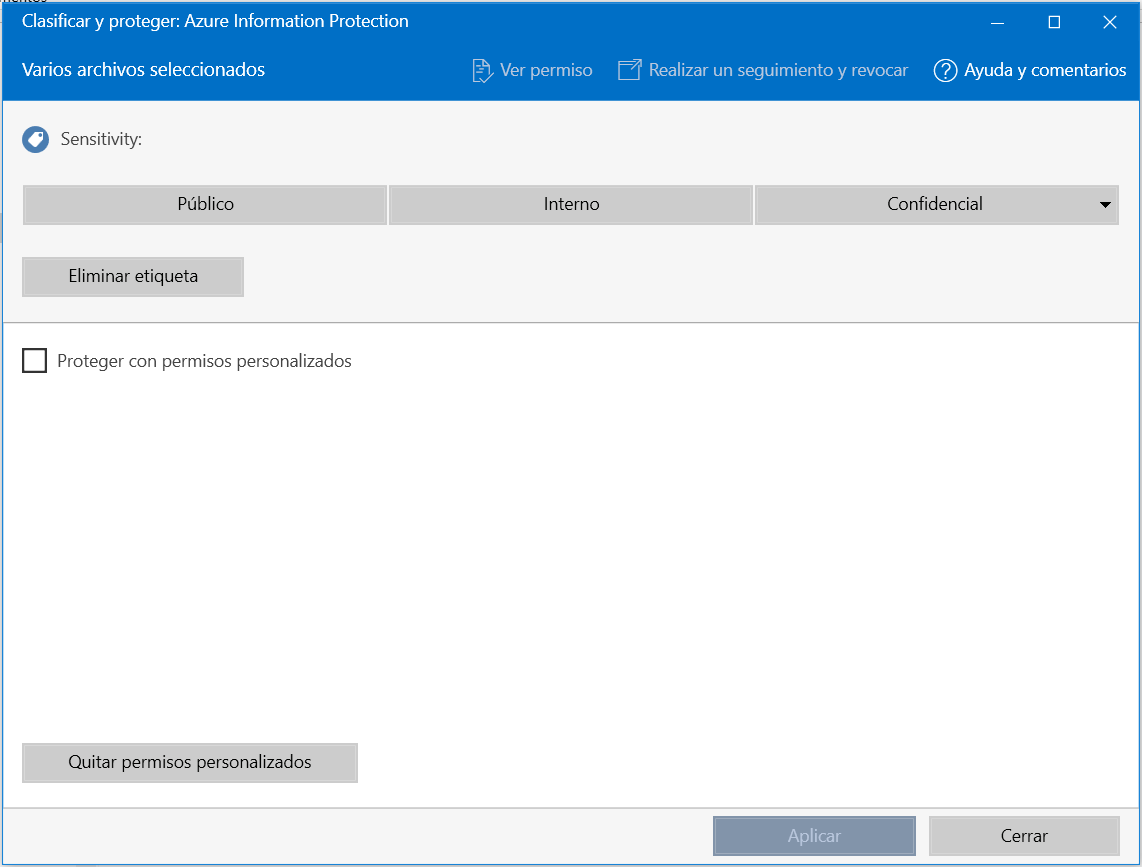 Clasificar y proteger: Azure Information Protection
Varios archivos seleccionados
Ver permiso
Realizar un seguimiento y revocar
? Ayuda y comentarios
Sensitivity:
Público
Interno
Confidencial
Eliminar etiqueta
Proteger con permisos personalizados
Quitar permisos personalizados
Aplicar
Cerrar